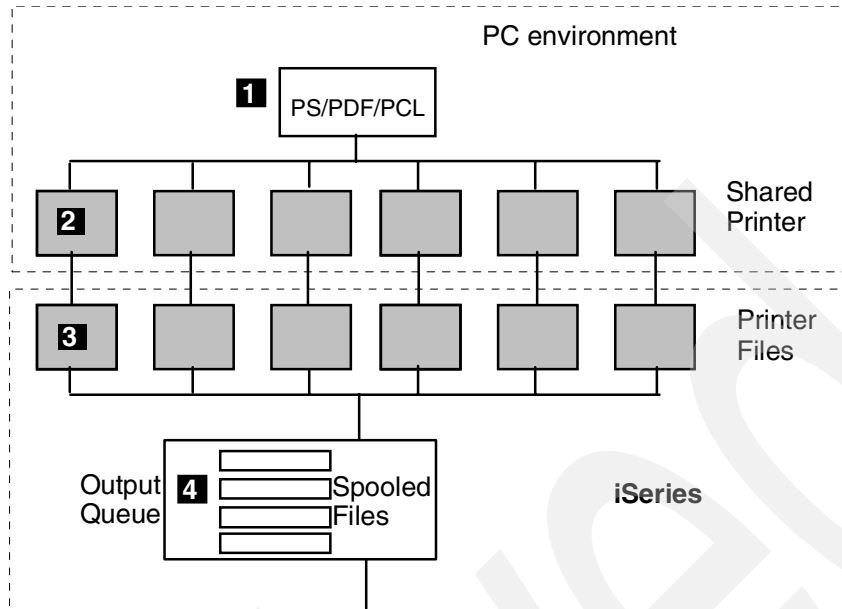 PC environment
1
PS/PDF/PCL
2
Shared
Printer
3
Printer
Files
Output
Queue
4
Spooled
Files
iSeries